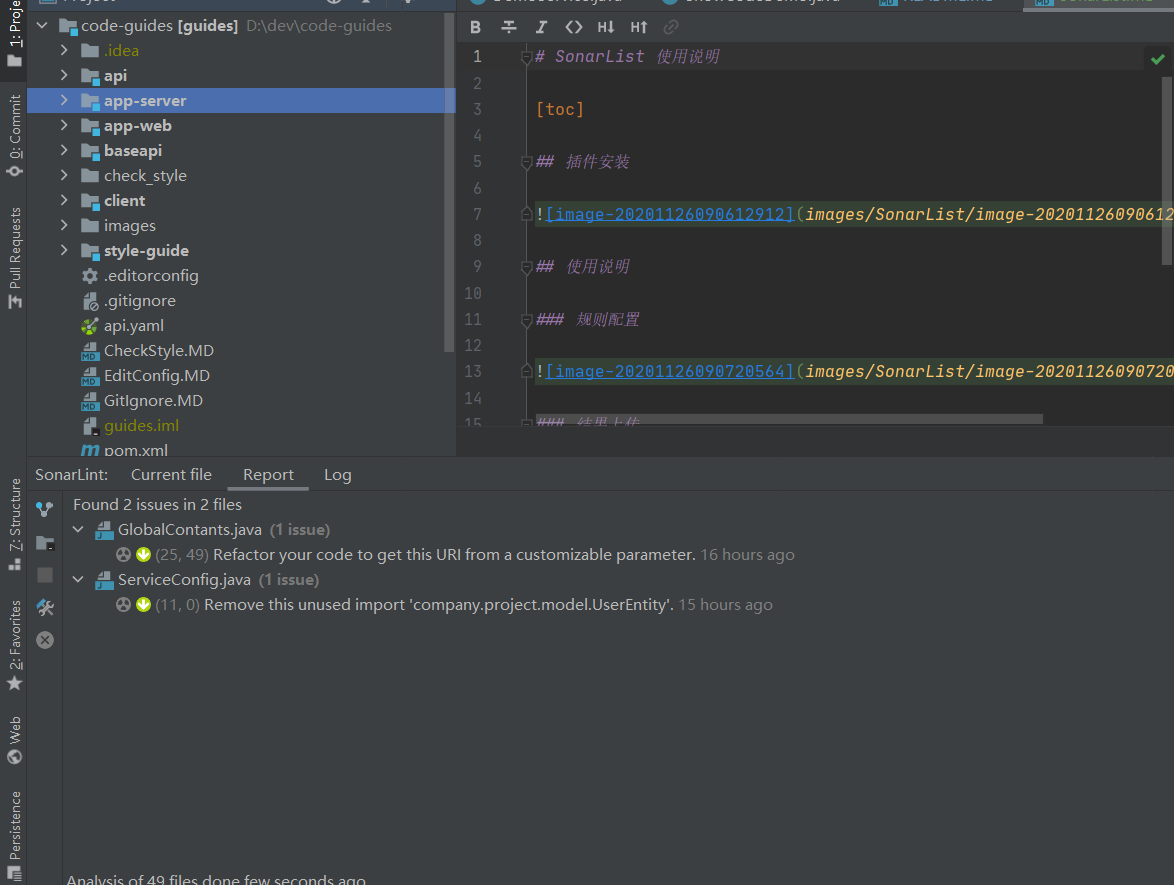 1: Proje
0: Commit
Pull Requests
7: Structure
2: Favorites
Web
Persistence
code-guides [guides] D:\dev\code-guides
.idea
api
app-server
app-web
baseapi
check_style
client
images
style-guide
.editorconfig
.gitignore
api.yaml
CheckStyle.MD
EditConfig.MD
GitIgnore.MD
guides.iml
pom.xml
B I <> H↓ H↑
1 # SonarList 使用说明
2
3 [toc]
4
5 ## 插件安装
6
7 ![image-20201126090612912](images/SonarList/image-20201126090612
8
9 ## 使用说明
10
11 ### 规则配置
12
13 ![image-20201126090720564](images/SonarList/image-20201126090720
14
15 ### 结果上传
SonarLint: Current file Report Log
Found 2 issues in 2 files
GlobalContants.java (1 issue)
(25, 49) Refactor your code to get this URI from a customizable parameter. 16 hours ago
ServiceConfig.java (1 issue)
(11, 0) Remove this unused import 'company.project.model.UserEntity'. 15 hours ago
Analysis of 49 files done few seconds ago